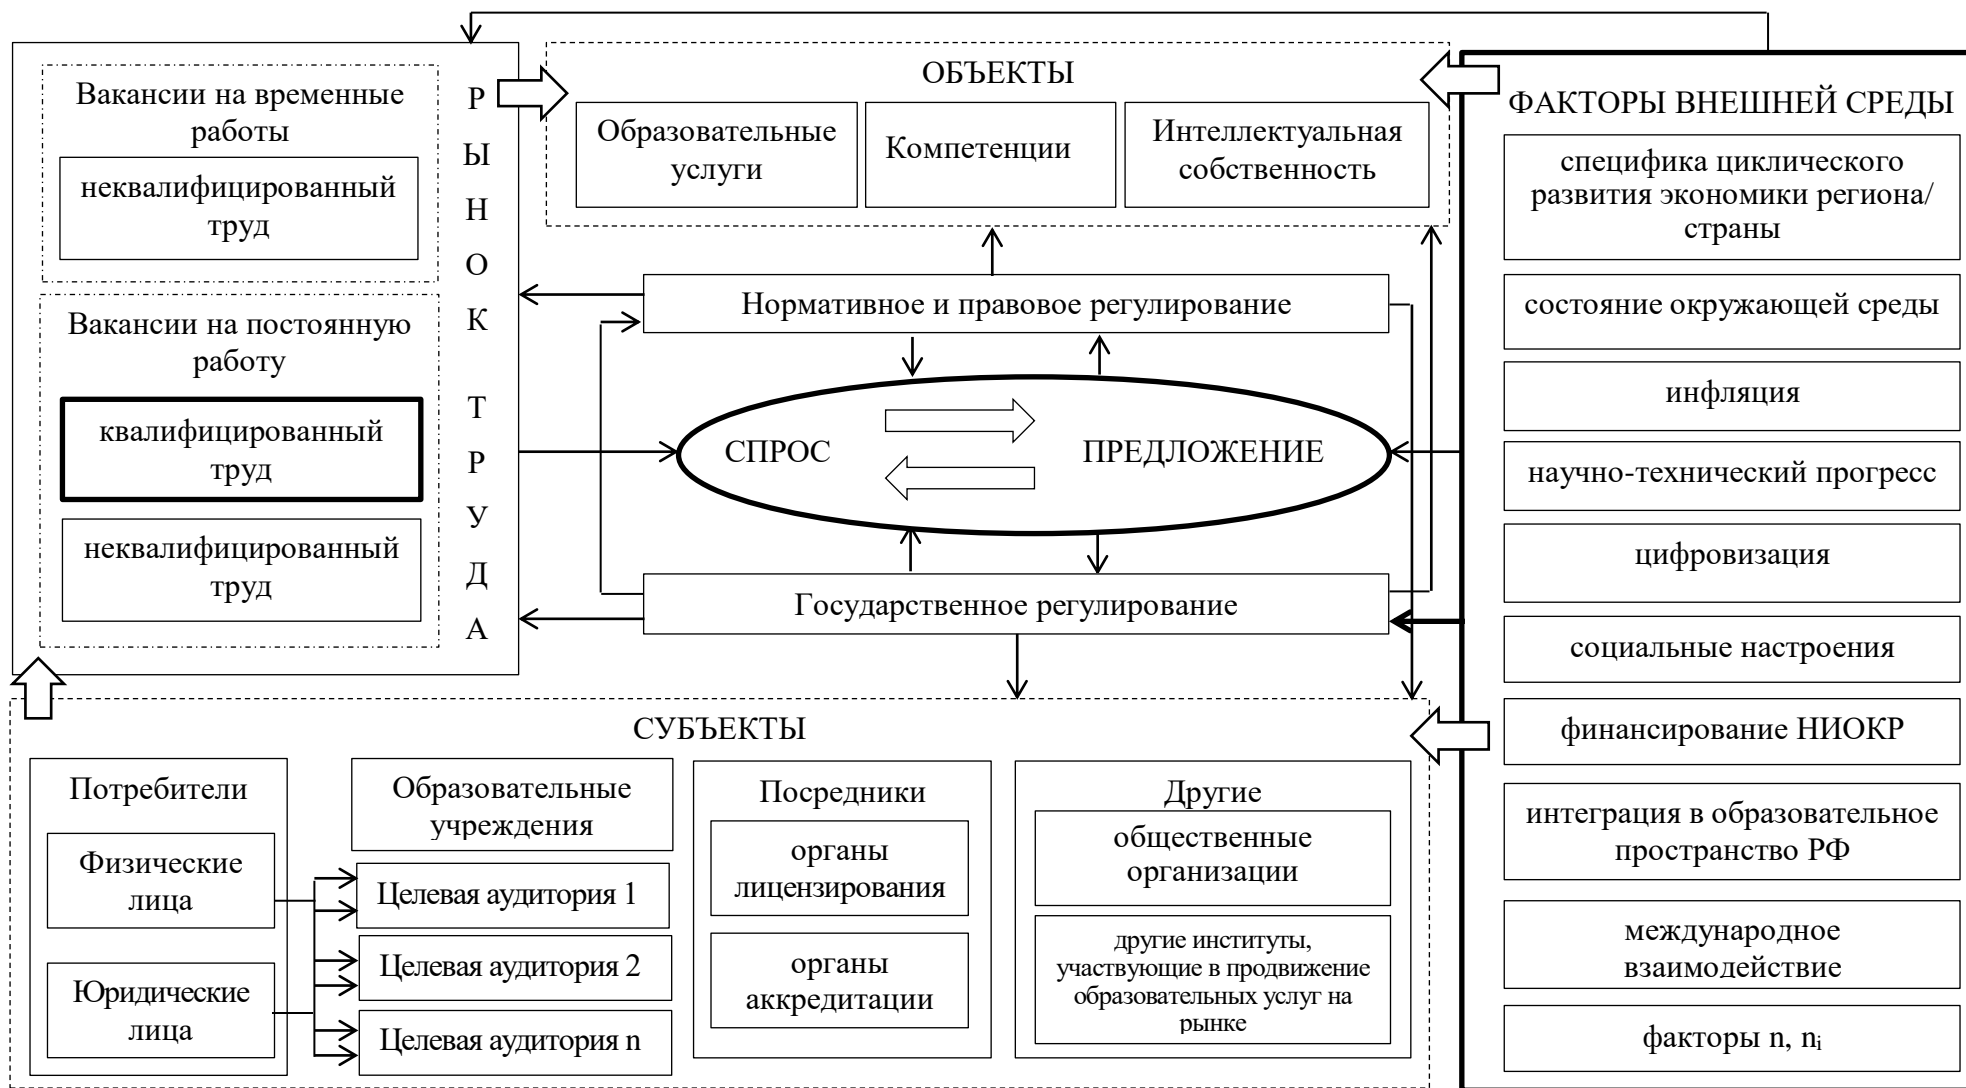 Вакансии на временные
работы
неквалифицированный
труд
Вакансии на постоянную
работу
квалифицированный
труд
неквалифицированный
труд
Р
Ы
Н
О
К
Т
Р
У
Д
А
ОБЪЕКТЫ
Образовательные
услуги
Компетенции
Интеллектуальная
собственность
Нормативное и правовое регулирование
СПРОС
ПРЕДЛОЖЕНИЕ
Государственное регулирование
ФАКТОРЫ ВНЕШНЕЙ СРЕДЫ
специфика циклического
развития экономики региона/
страны
состояние окружающей среды
инфляция
научно-технический прогресс
цифровизация
социальные настроения
финансирование НИОКР
интеграция в образовательное
пространство РФ
международное
взаимодействие
факторы n, nᵢ
СУБЪЕКТЫ
Потребители
Физические
лица
Юридические
лица
Образовательные
учреждения
Целевая аудитория 1
Целевая аудитория 2
Целевая аудитория n
Посредники
органы
лицензирования
органы
аккредитации
Другие
общественные
организации
другие институты,
участвующие в продвижение
образовательных услуг на
рынке